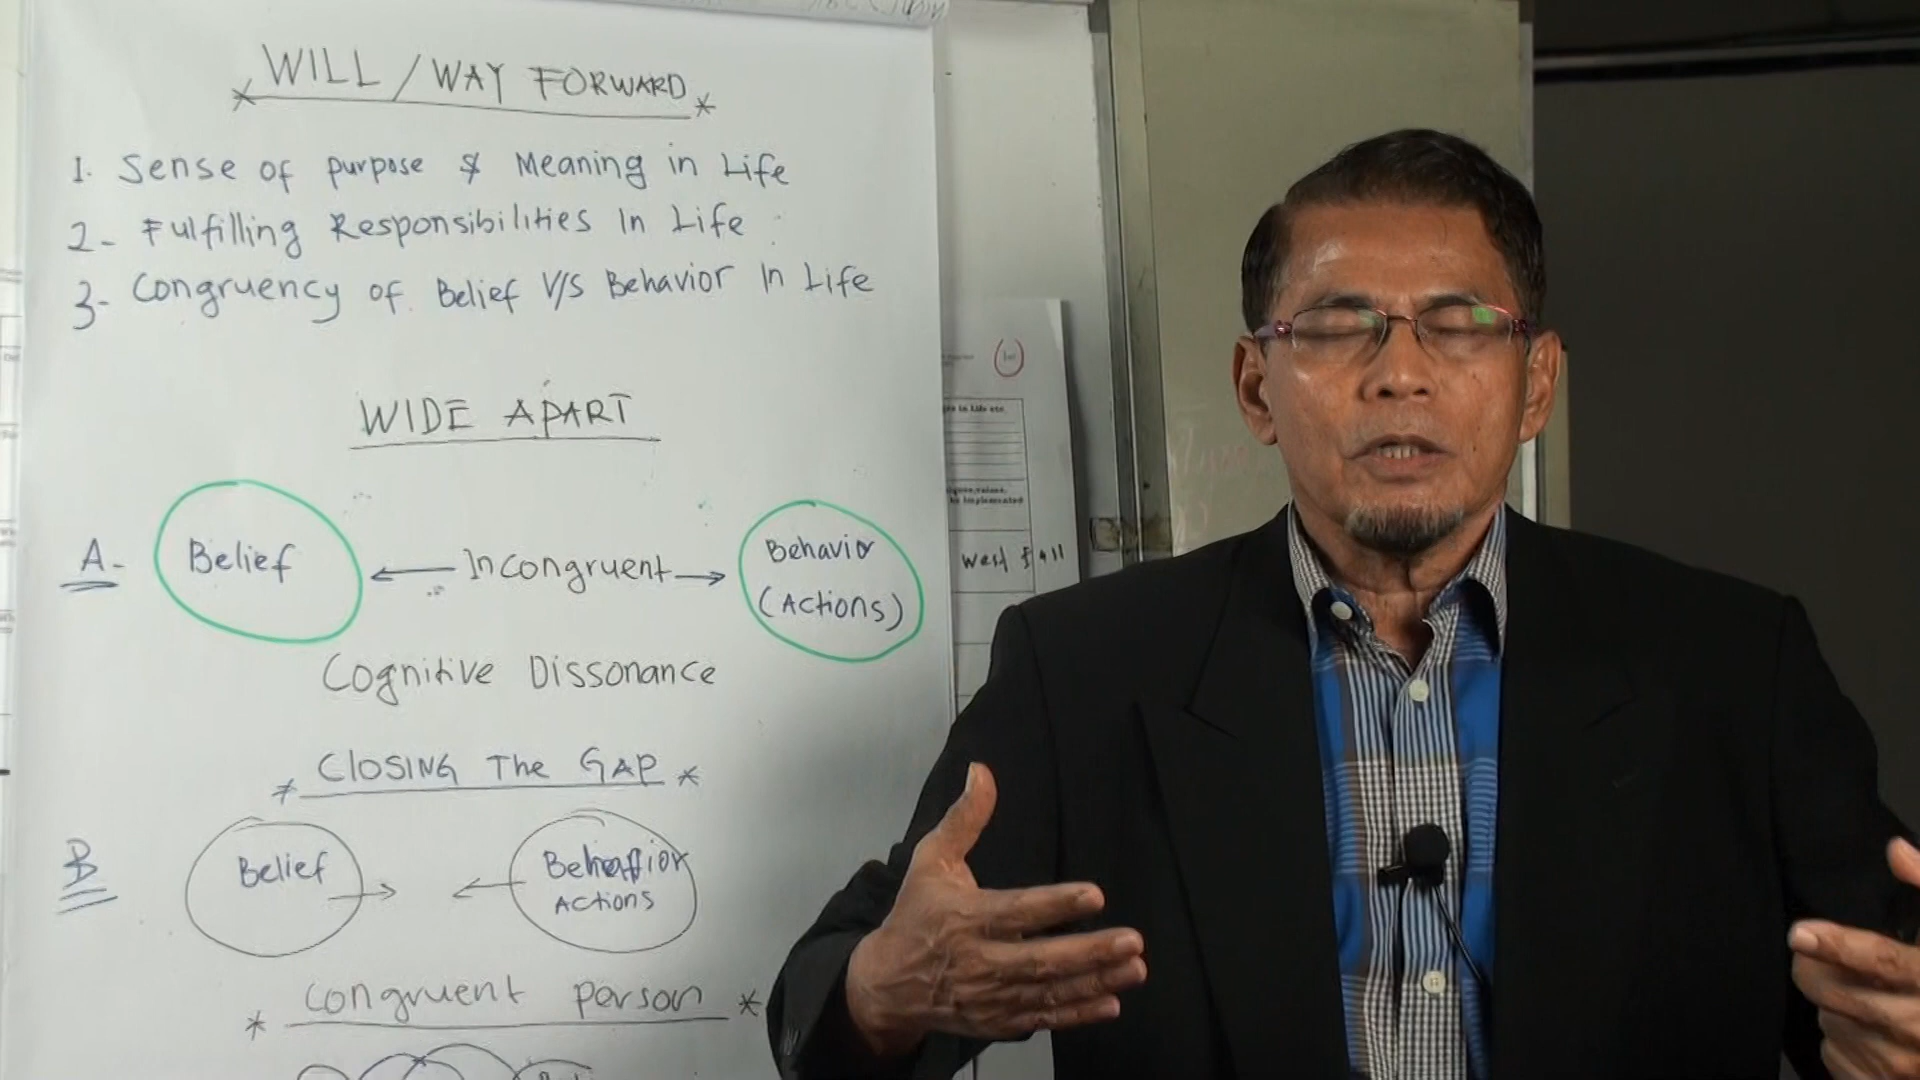 WILL / WAY FORWARD
1. Sense of purpose & Meaning in Life
2- Fulfilling Responsibilities In Life
3- Congruency of Belief V/S Behavior In Life
WIDE APART
A- Belief Incongruent Behavior (Actions)
Cognitive Dissonance
* CLOSING The GAP *
B Belief Behavior Actions
* congruent person *